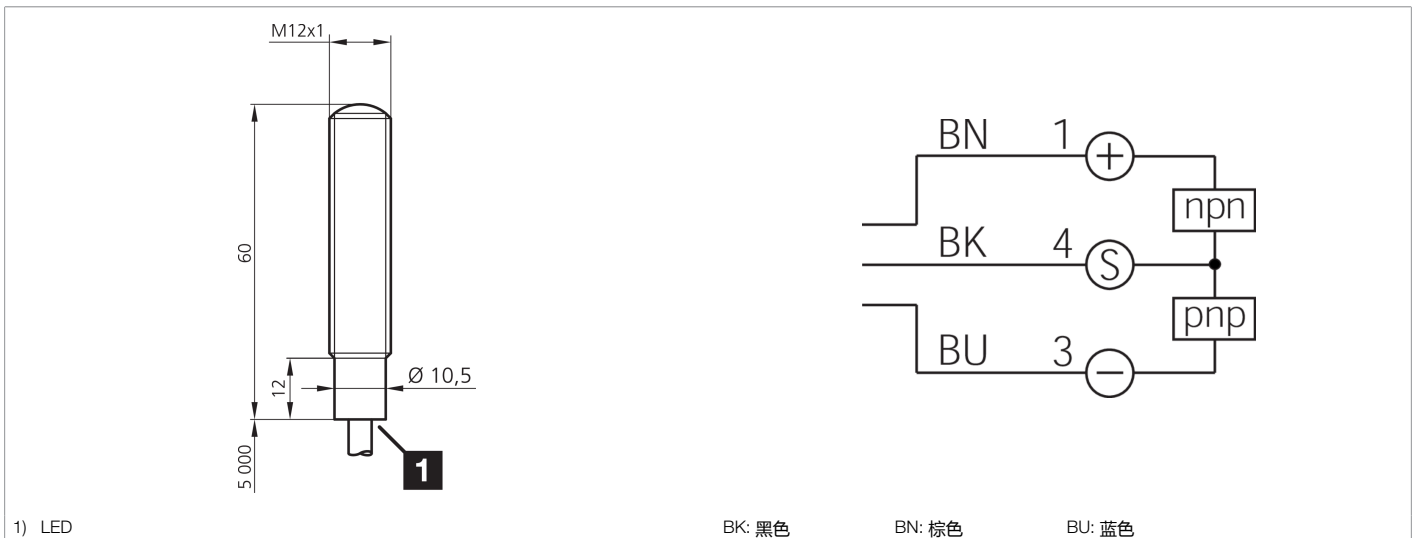 M12x1
60
12
Ø 10,5
5 000
1
BN 1
+
npn
BK 4
S
pnp
BU 3
−
1) LED
BK: 黑色 BN: 棕色 BU: 蓝色